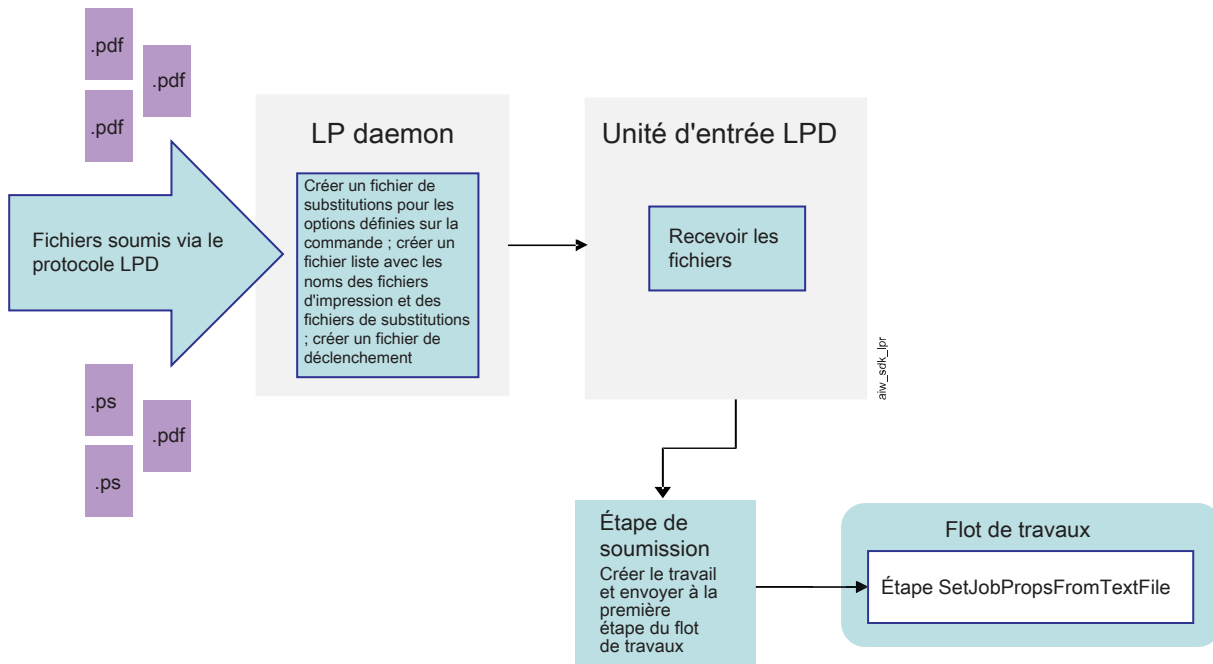 .pdf
.pdf
.pdf
Fichiers soumis via le
protocole LPD
.ps
.pdf
.ps
LP daemon
Créer un fichier de
substitutions pour les
options définies sur la
commande ; créer un
fichier liste avec les
noms des fichiers
d'impression et des
fichiers de substitutions
; créer un fichier de
déclenchement
Unité d'entrée LPD
Recevoir les
fichiers
aiw_sdk_lpr
Étape de
soumission
Créer le travail
et envoyer à la
première
étape du flot
de travaux
Flot de travaux
Étape SetJobPropsFromTextFile